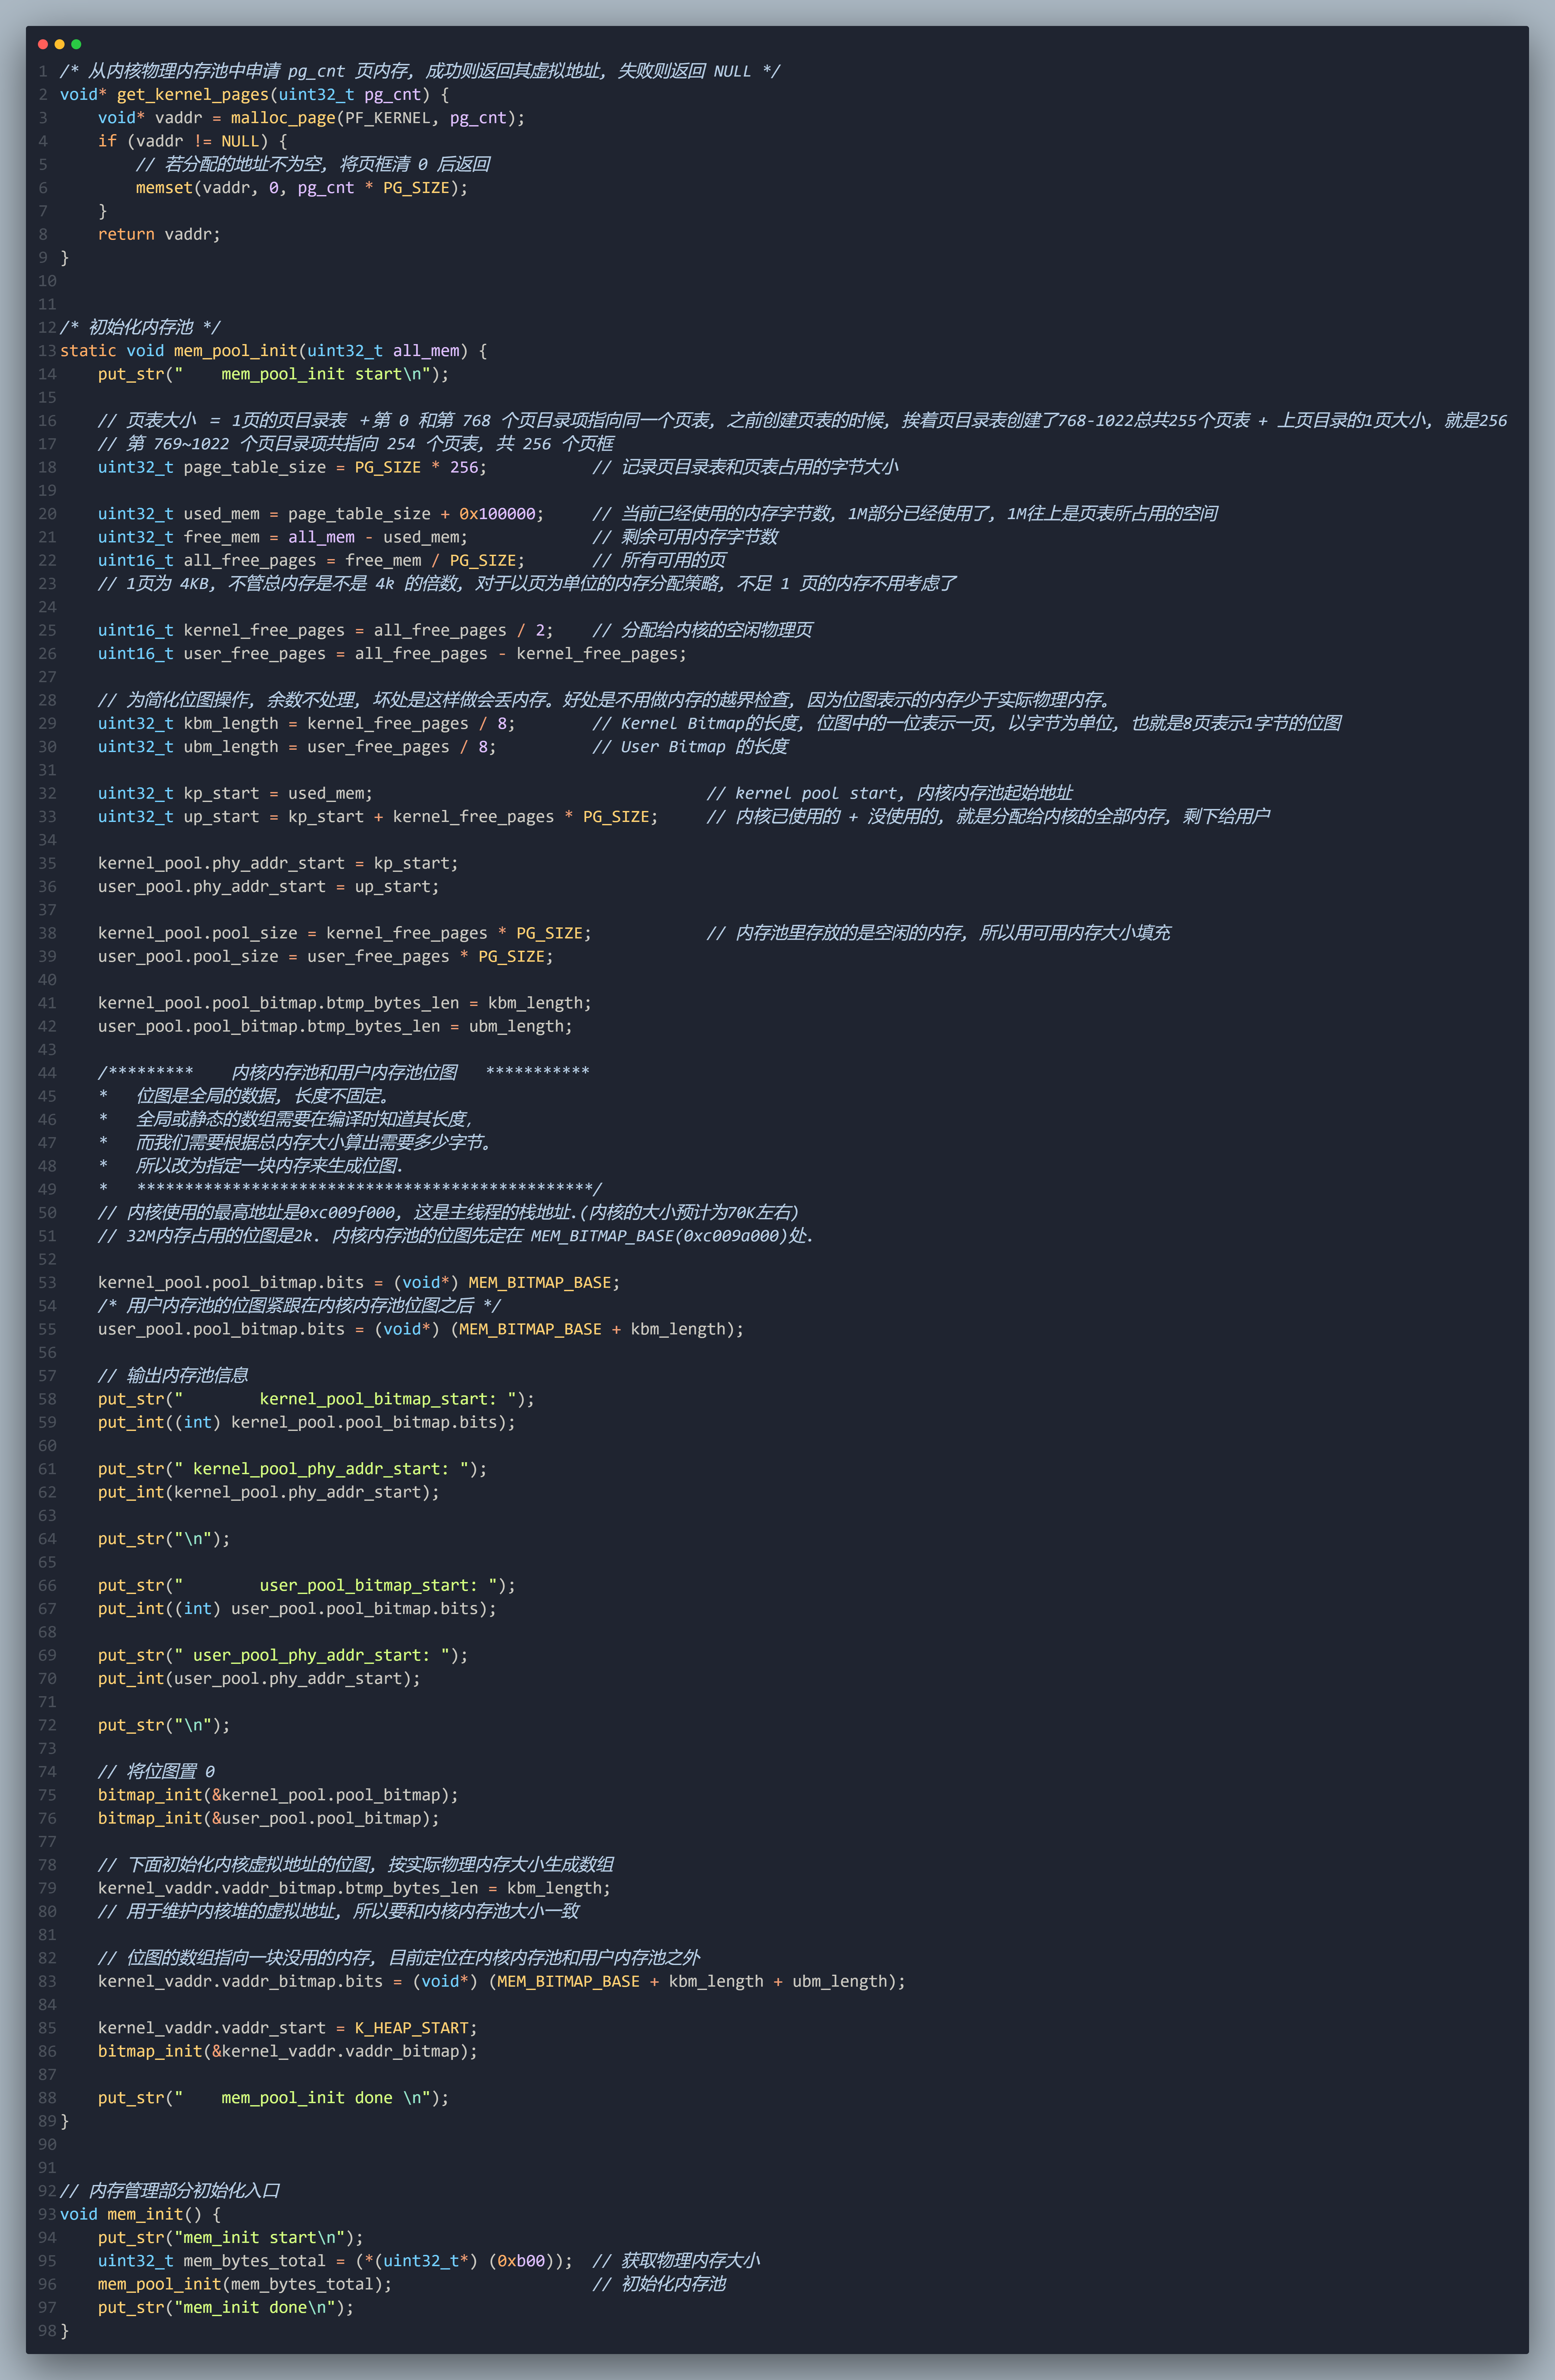 1 /* 从内核物理内存池中申请 pg_cnt 页内存, 成功则返回其虚拟地址, 失败则返回 NULL */
2 void* get_kernel_pages(uint32_t pg_cnt) {
3     void* vaddr = malloc_page(PF_KERNEL, pg_cnt);
4     if (vaddr != NULL) {
5         // 若分配的地址不为空, 将页框清 0 后返回
6         memset(vaddr, 0, pg_cnt * PG_SIZE);
7     }
8     return vaddr;
9 }
10
11
12 /* 初始化内存池 */
13 static void mem_pool_init(uint32_t all_mem) {
14     put_str("    mem_pool_init start\n");
15
16     // 页表大小 = 1页的页目录表 +第 0 和第 768 个页目录项指向同一个页表, 之前创建页表的时候, 挨着页目录表创建了768-1022总共255个页表 + 上页目录的1页大小, 就是256
17     // 第 769~1022 个页目录项共指向 254 个页表, 共 256 个页框
18     uint32_t page_table_size = PG_SIZE * 256;           // 记录页目录表和页表占用的字节大小
19
20     uint32_t used_mem = page_table_size + 0x100000;     // 当前已经使用的内存字节数, 1M部分已经使用了, 1M往上是页表所占用的空间
21     uint32_t free_mem = all_mem - used_mem;             // 剩余可用内存字节数
22     uint16_t all_free_pages = free_mem / PG_SIZE;       // 所有可用的页
23     // 1页为 4KB, 不管总内存是不是 4k 的倍数, 对于以页为单位的内存分配策略, 不足 1 页的内存不用考虑了
24
25     uint16_t kernel_free_pages = all_free_pages / 2;    // 分配给内核的空闲物理页
26     uint16_t user_free_pages = all_free_pages - kernel_free_pages;
27
28     // 为简化位图操作, 余数不处理, 坏处是这样做会丢内存。好处是不用做内存的越界检查, 因为位图表示的内存少于实际物理内存。
29     uint32_t kbm_length = kernel_free_pages / 8;        // Kernel Bitmap的长度, 位图中的一位表示一页, 以字节为单位, 也就是8页表示1字节的位图
30     uint32_t ubm_length = user_free_pages / 8;          // User Bitmap 的长度
31
32     uint32_t kp_start = used_mem;                                   // kernel pool start, 内核内存池起始地址
33     uint32_t up_start = kp_start + kernel_free_pages * PG_SIZE;     // 内核已使用的 + 没使用的, 就是分配给内核的全部内存, 剩下给用户
34
35     kernel_pool.phy_addr_start = kp_start;
36     user_pool.phy_addr_start = up_start;
37
38     kernel_pool.pool_size = kernel_free_pages * PG_SIZE;            // 内存池里存放的是空闲的内存, 所以用可用内存大小填充
39     user_pool.pool_size = user_free_pages * PG_SIZE;
40
41     kernel_pool.pool_bitmap.btmp_bytes_len = kbm_length;
42     user_pool.pool_bitmap.btmp_bytes_len = ubm_length;
43
44     /*********    内核内存池和用户内存池位图   ***********
45     *   位图是全局的数据, 长度不固定。
46     *   全局或静态的数组需要在编译时知道其长度,
47     *   而我们需要根据总内存大小算出需要多少字节。
48     *   所以改为指定一块内存来生成位图.
49     *   ************************************************/
50     // 内核使用的最高地址是0xc009f000, 这是主线程的栈地址.(内核的大小预计为70K左右)
51     // 32M内存占用的位图是2k. 内核内存池的位图先定在 MEM_BITMAP_BASE(0xc009a000)处.
52
53     kernel_pool.pool_bitmap.bits = (void*) MEM_BITMAP_BASE;
54     /* 用户内存池的位图紧跟在内核内存池位图之后 */
55     user_pool.pool_bitmap.bits = (void*) (MEM_BITMAP_BASE + kbm_length);
56
57     // 输出内存池信息
58     put_str("        kernel_pool_bitmap_start: ");
59     put_int((int) kernel_pool.pool_bitmap.bits);
60
61     put_str(" kernel_pool_phy_addr_start: ");
62     put_int(kernel_pool.phy_addr_start);
63
64     put_str("\n");
65
66     put_str("        user_pool_bitmap_start: ");
67     put_int((int) user_pool.pool_bitmap.bits);
68
69     put_str(" user_pool_phy_addr_start: ");
70     put_int(user_pool.phy_addr_start);
71
72     put_str("\n");
73
74     // 将位图置 0
75     bitmap_init(&kernel_pool.pool_bitmap);
76     bitmap_init(&user_pool.pool_bitmap);
77
78     // 下面初始化内核虚拟地址的位图, 按实际物理内存大小生成数组
79     kernel_vaddr.vaddr_bitmap.btmp_bytes_len = kbm_length;
80     // 用于维护内核堆的虚拟地址, 所以要和内核内存池大小一致
81
82     // 位图的数组指向一块没用的内存, 目前定位在内核内存池和用户内存池之外
83     kernel_vaddr.vaddr_bitmap.bits = (void*) (MEM_BITMAP_BASE + kbm_length + ubm_length);
84
85     kernel_vaddr.vaddr_start = K_HEAP_START;
86     bitmap_init(&kernel_vaddr.vaddr_bitmap);
87
88     put_str("    mem_pool_init done \n");
89 }
90
91
92 // 内存管理部分初始化入口
93 void mem_init() {
94     put_str("mem_init start\n");
95     uint32_t mem_bytes_total = (*(uint32_t*) (0xb00));  // 获取物理内存大小
96     mem_pool_init(mem_bytes_total);                     // 初始化内存池
97     put_str("mem_init done\n");
98 }